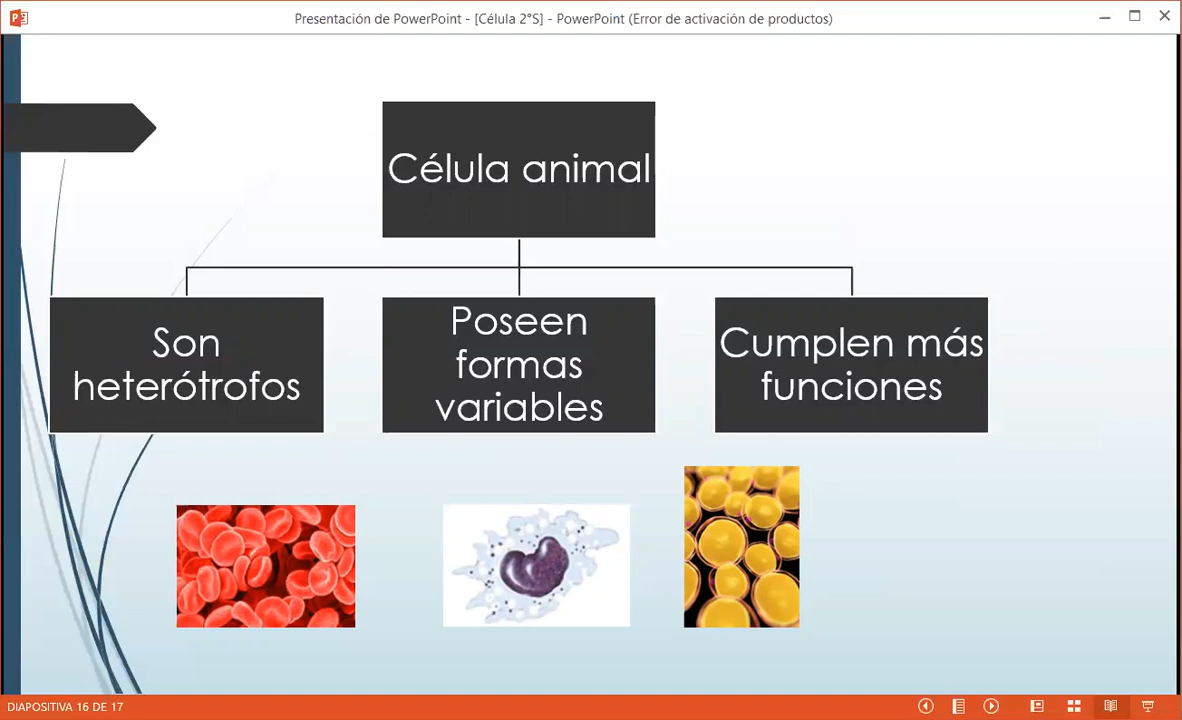 Presentación de PowerPoint - [Célula 2°S] - PowerPoint (Error de activación de productos)
Célula animal
Son
heterótrofos
Poseen
formas
variables
Cumplen más
funciones
DIAPOSITIVA 16 DE 17